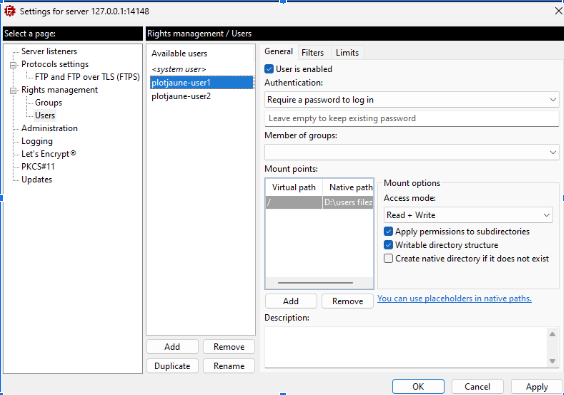 Settings for server 127.0.0.1:14148
Select a page:
Server listeners
Protocols settings
FTP and FTP over TLS (FTPS)
Rights management
Groups
Users
Administration
Logging
Let's Encrypt®
PKCS#11
Updates
Rights management / Users
Available users
<system user>
plotjaune-user1
plotjaune-user2
Add Remove
Duplicate Rename
General Filters Limits
User is enabled
Authentication:
Require a password to log in
Leave empty to keep existing password
Member of groups:
Mount points:
Virtual path Native path
/ D:\users filez
Add Remove
Mount options
Access mode:
Read + Write
Apply permissions to subdirectories
Writable directory structure
Create native directory if it does not exist
You can use placeholders in native paths.
Description:
OK Cancel Apply